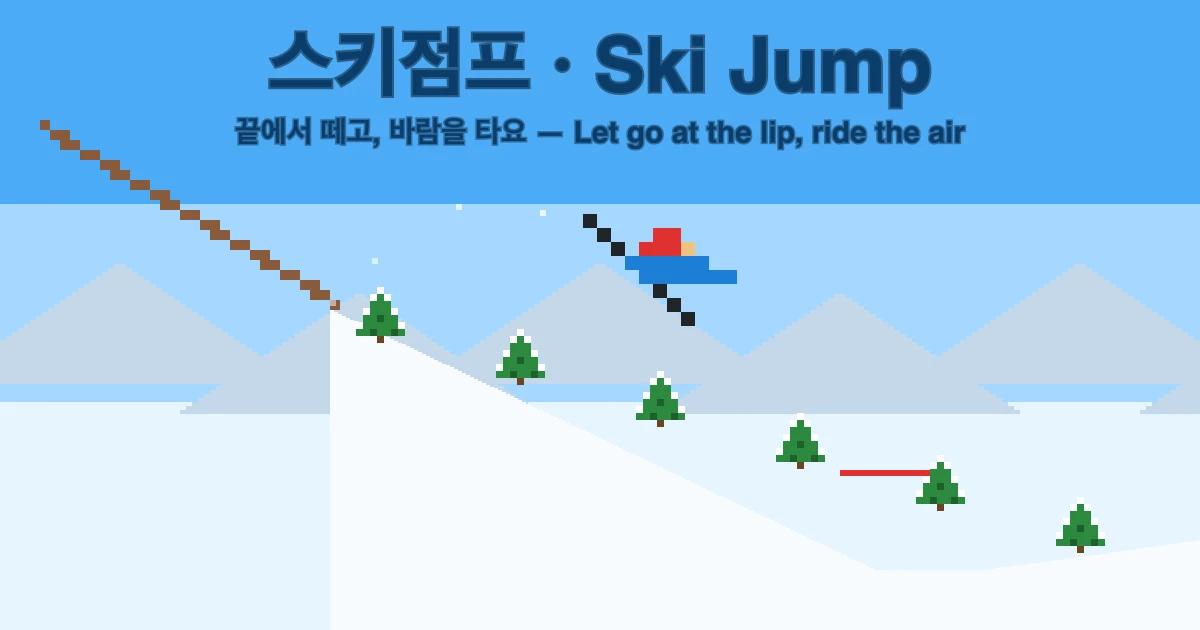 스키점프 · Ski Jump
끝에서 떼고, 바람을 타요 — Let go at the lip, ride the air